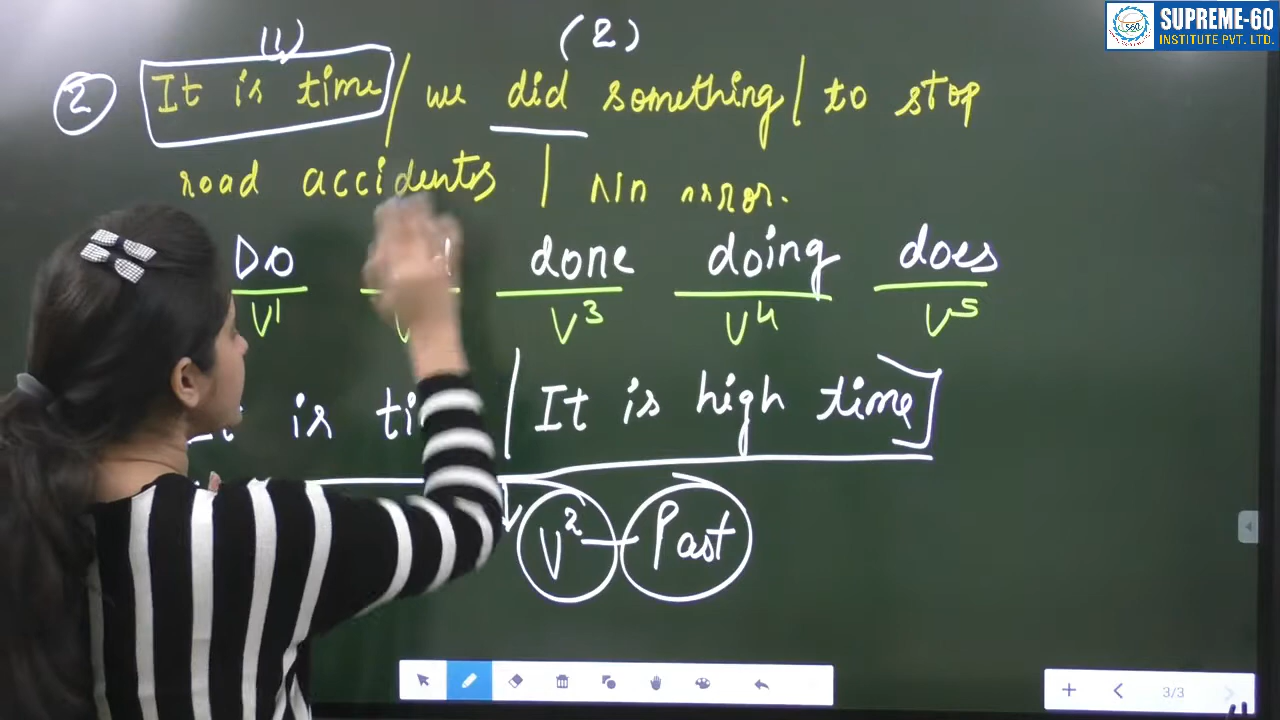 SUPREME-60
INSTITUTE PVT. LTD.
S60
(1) (2)
2 It is time / we did something / to stop
road accidents | No error.
Do done doing does
V1 V V3 V4 V5
is | It is high time
V2 Past
3/3